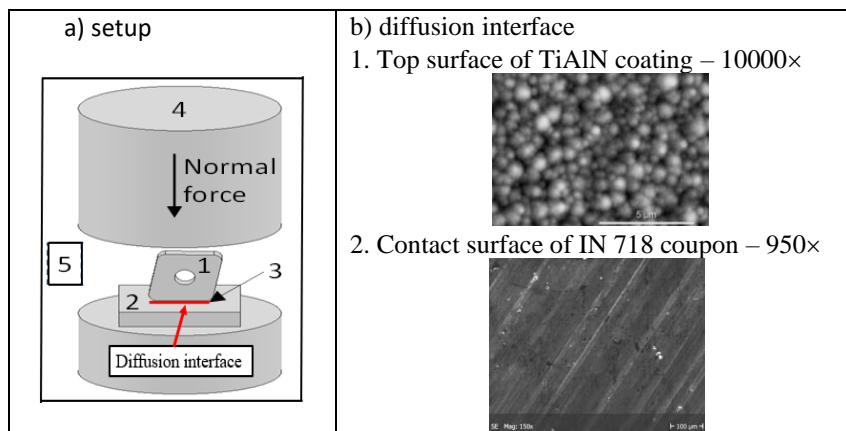 a) setup
4
Normal
force
5
1
3
2
Diffusion interface
b) diffusion interface
1. Top surface of TiAlN coating – 10000×
5 µm
2. Contact surface of IN 718 coupon – 950×
SE Mag: 150x
100 µm